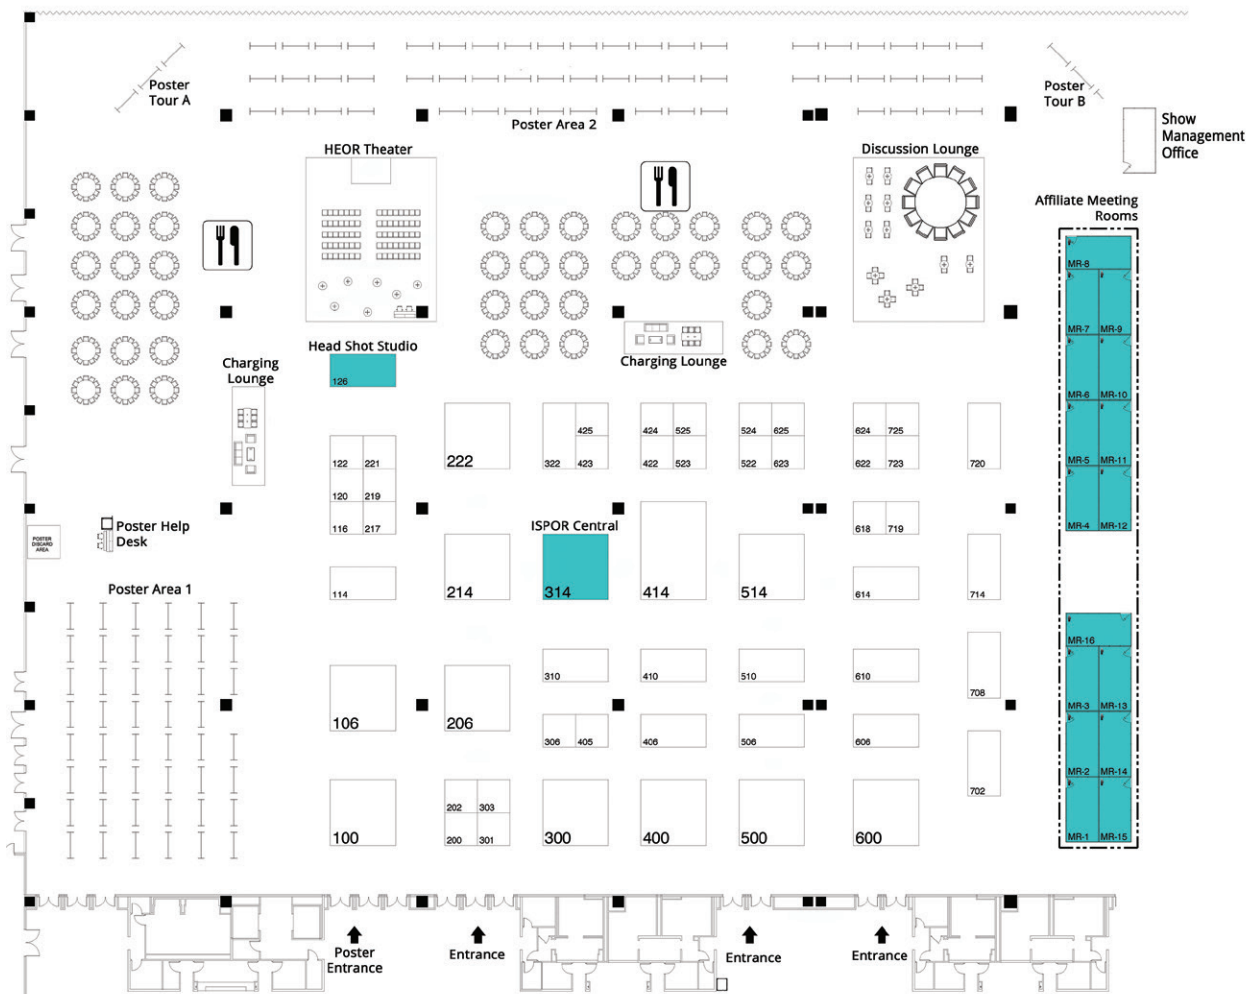 Poster
Tour A
Poster Area 2
Poster
Tour B
Show
Management
Office
HEOR Theater
Discussion Lounge
Affiliate Meeting
Rooms
MR-8
MR-7 MR-9
MR-6 MR-10
MR-5 MR-11
MR-4 MR-12
Head Shot Studio
126
Charging
Lounge
Charging Lounge
425 424 525 524 625 624 725
122 221 222 322 423 422 523 522 623 622 723 720
120 219
116 217
618 719
POSTER
DISCARD
AREA
Poster Help
Desk
ISPOR Central
114 214 314 414 514 614 714
Poster Area 1
MR-16
310 410 510 610
708
MR-3 MR-13
106 206
306 405 406 506 606
MR-2 MR-14
702
202 303
100 200 301 300 400 500 600
MR-1 MR-15
Poster
Entrance
Entrance
Entrance
Entrance